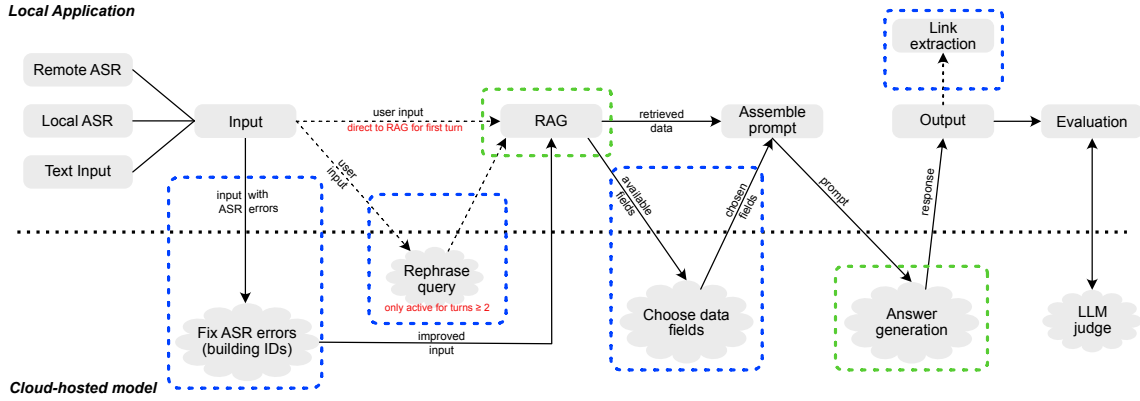 Local Application
Remote ASR
Local ASR
Text Input
Input
user input
direct to RAG for first turn
user
input
input with
ASR errors
Rephrase
query
only active for turns ≥ 2
Fix ASR errors
(building IDs)
improved
input
RAG
retrieved
data
available
fields
Choose data
fields
chosen
fields
Assemble
prompt
prompt
Answer
generation
response
Output
Link
extraction
Evaluation
LLM
judge
Cloud-hosted model